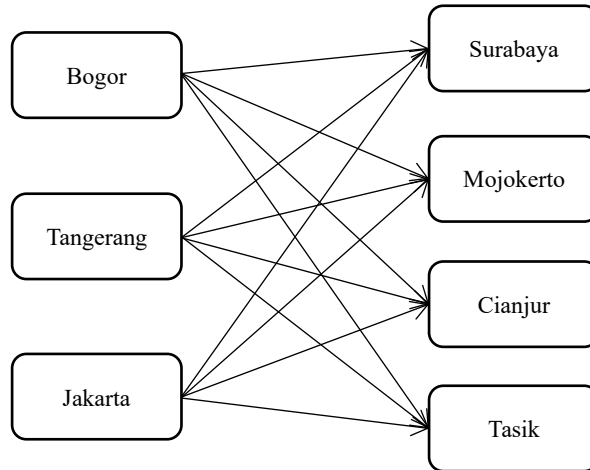 Bogor
Tangerang
Jakarta
Surabaya
Mojokerto
Cianjur
Tasik